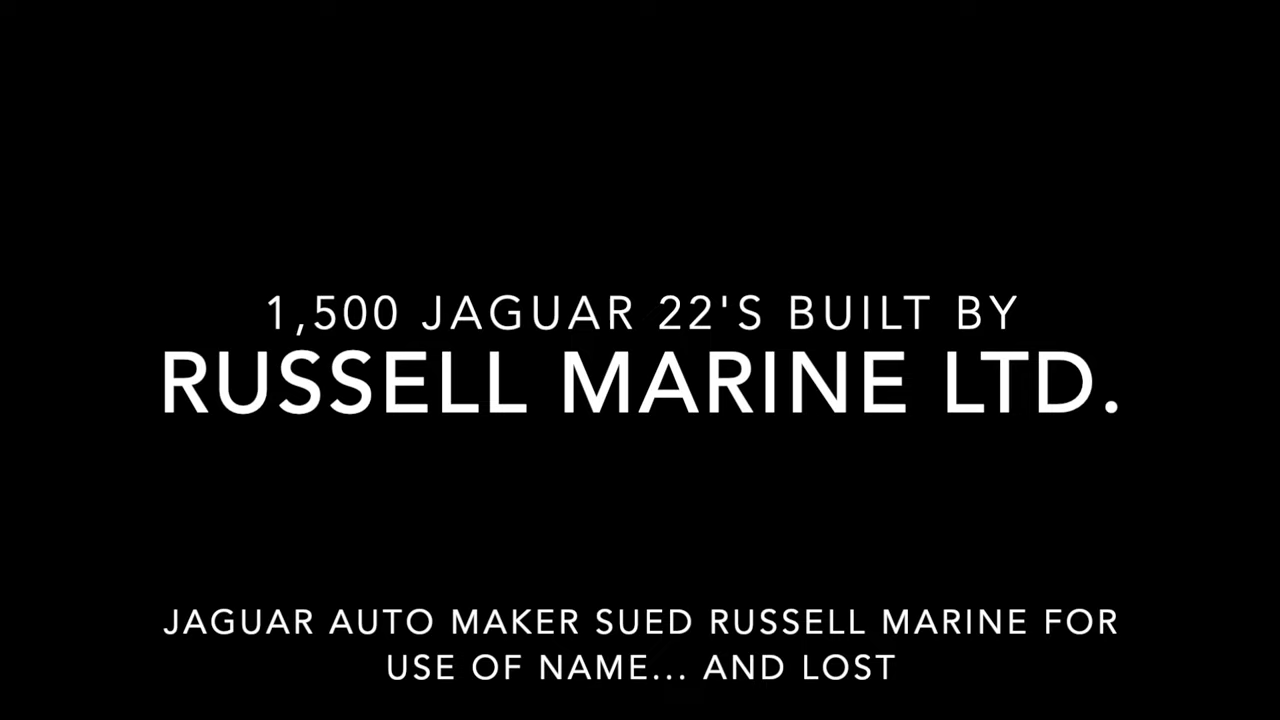 1,500 JAGUAR 22'S BUILT BY
RUSSELL MARINE LTD.
JAGUAR AUTO MAKER SUED RUSSELL MARINE FOR
USE OF NAME... AND LOST